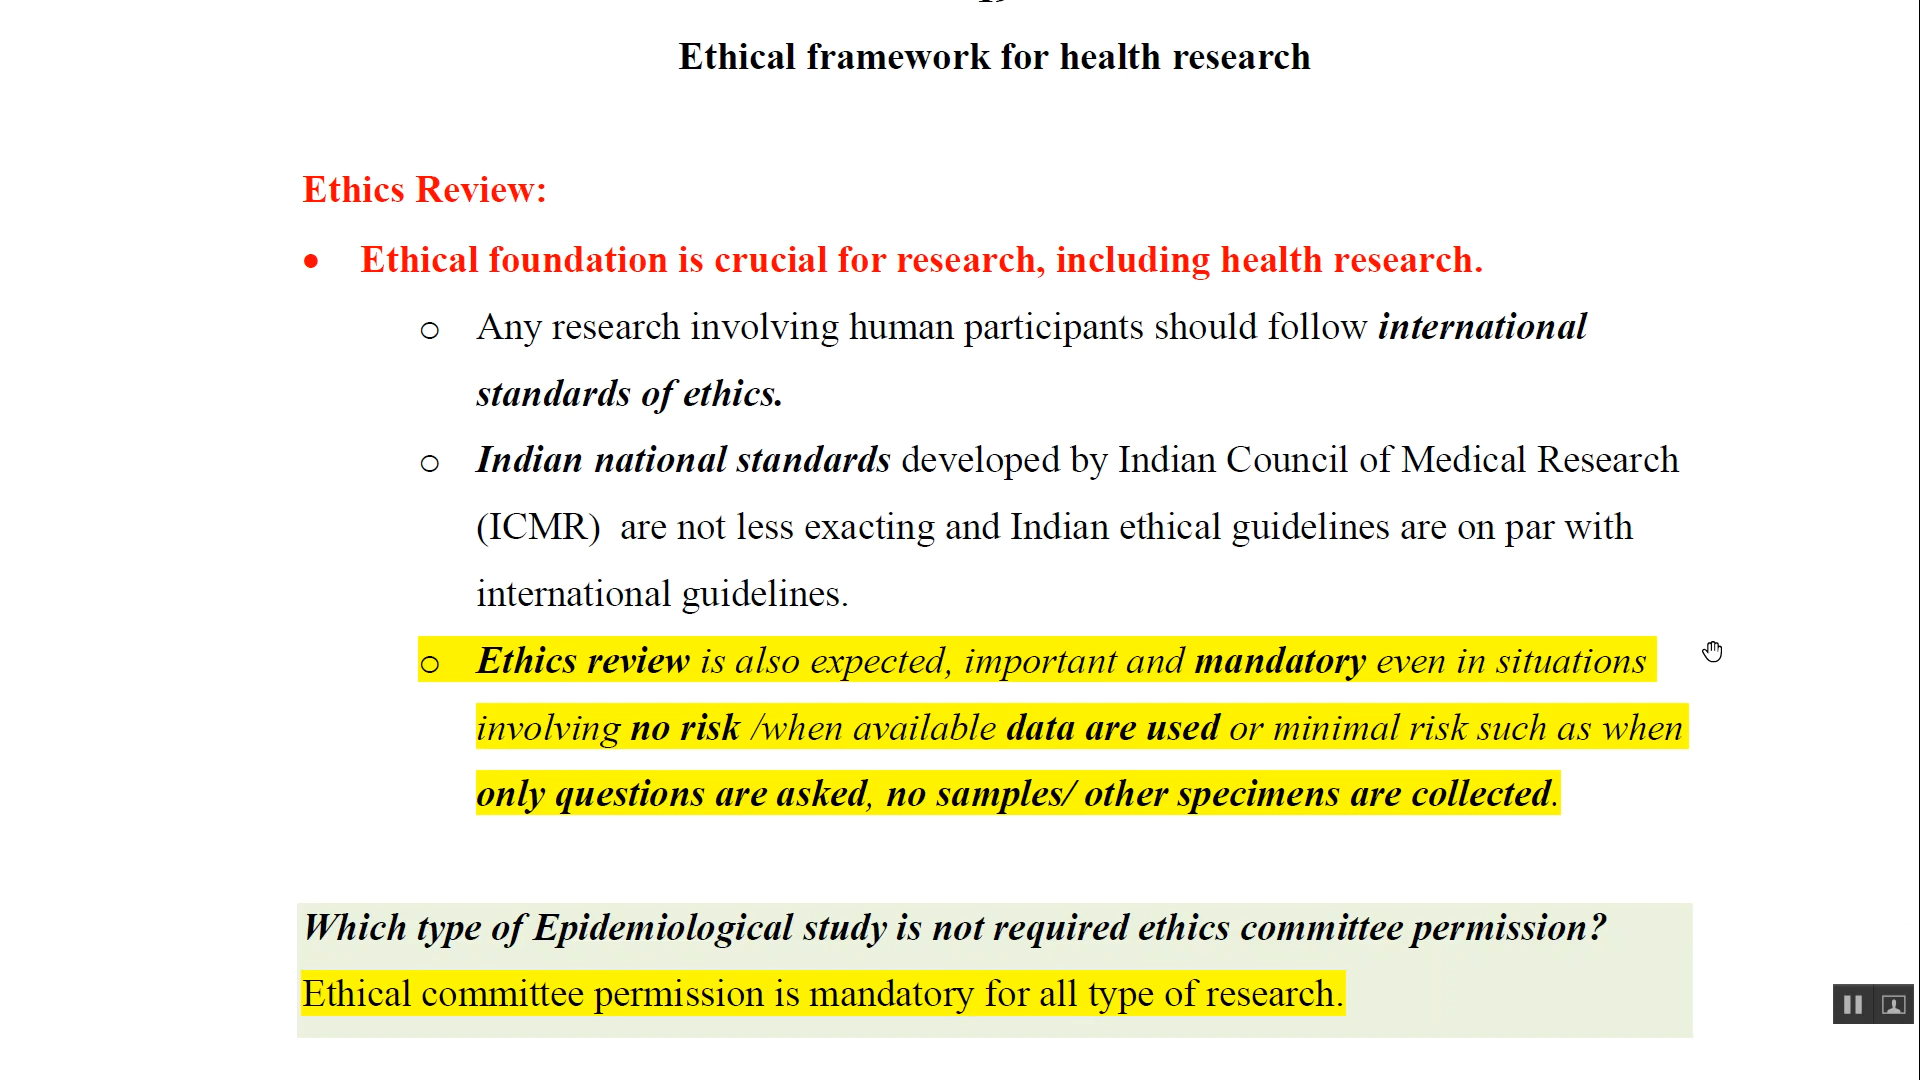 Ethical framework for health research
Ethics Review:
• Ethical foundation is crucial for research, including health research.
o Any research involving human participants should follow international
standards of ethics.
o Indian national standards developed by Indian Council of Medical Research
(ICMR) are not less exacting and Indian ethical guidelines are on par with
international guidelines.
o Ethics review is also expected, important and mandatory even in situations
involving no risk /when available data are used or minimal risk such as when
only questions are asked, no samples/ other specimens are collected.
Which type of Epidemiological study is not required ethics committee permission?
Ethical committee permission is mandatory for all type of research.